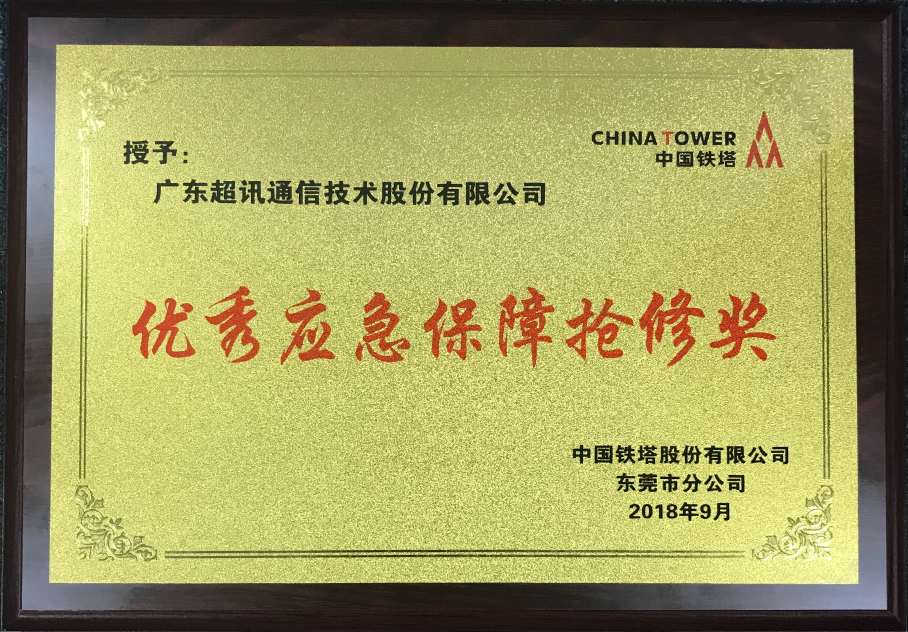 CHINA TOWER
中国铁塔
授予：
广东超讯通信技术股份有限公司
优秀应急保障抢修奖
中国铁塔股份有限公司
东莞市分公司
2018年9月